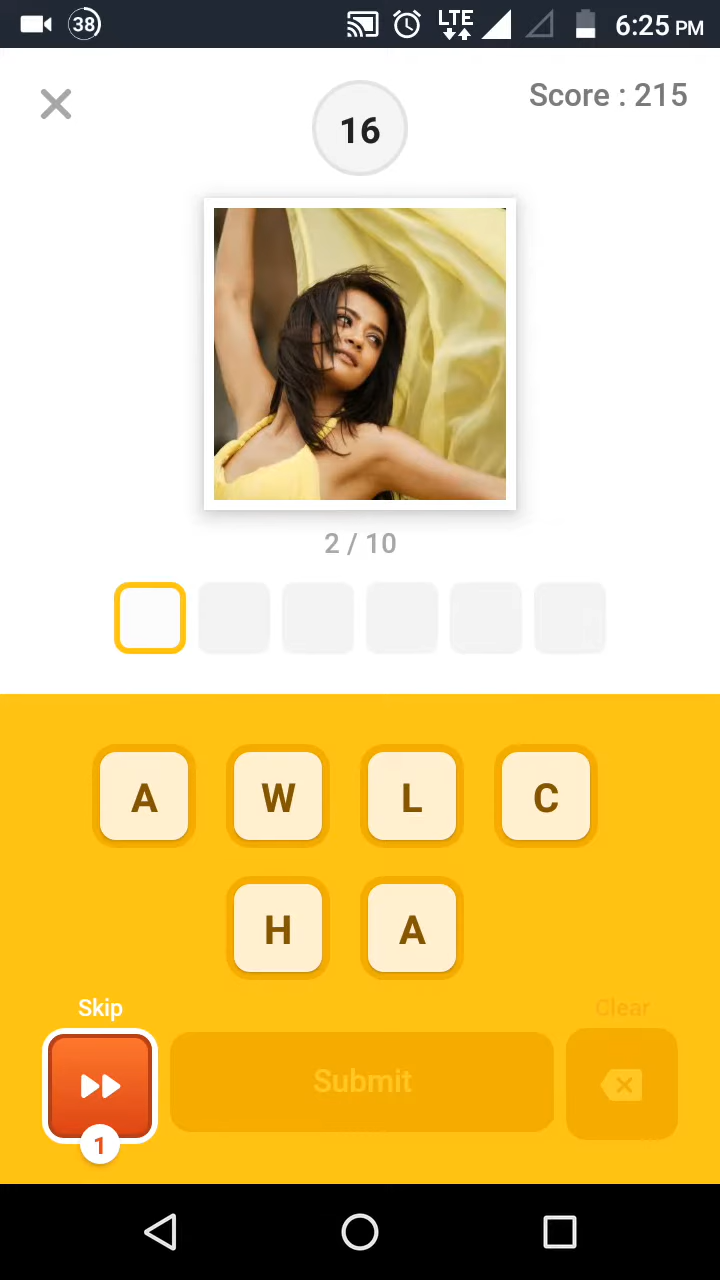 38 LTE 6:25 PM
16
Score : 215
2 / 10
A W L C
H A
Skip
Clear
Submit
1